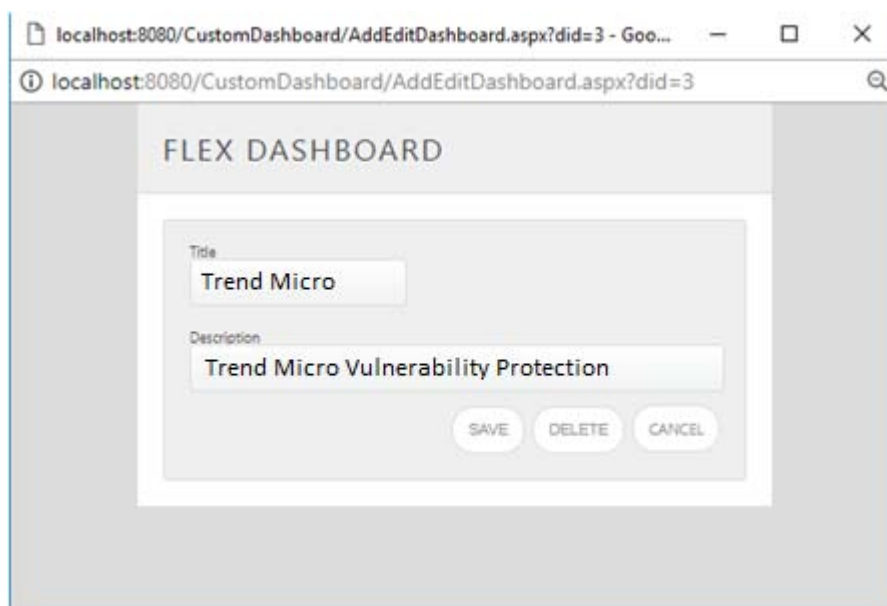 localhost:8080/CustomDashboard/AddEditDashboard.aspx?did=3 - Goo...
localhost:8080/CustomDashboard/AddEditDashboard.aspx?did=3
FLEX DASHBOARD
Title
Trend Micro
Description
Trend Micro Vulnerability Protection
SAVE DELETE CANCEL